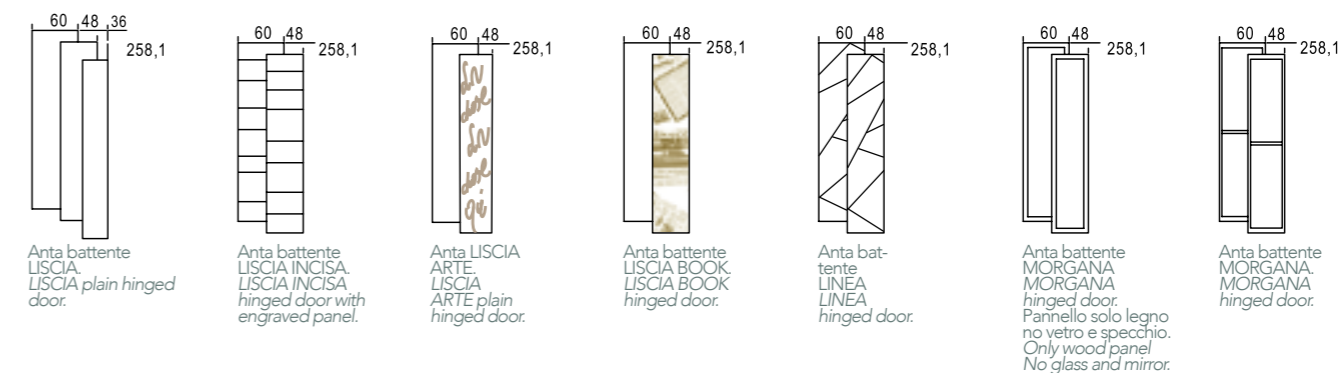 60 48 36
258,1
Anta battente
LISCIA.
LISCIA plain hinged
door.
60 48
258,1
Anta battente
LISCIA INCISA.
LISCIA INCISA
hinged door with
engraved panel.
60 48
258,1
Anta LISCIA
ARTE.
LISCIA
ARTE plain
hinged door.
60 48
258,1
Anta battente
LISCIA BOOK.
LISCIA BOOK
hinged door.
60 48
258,1
Anta bat-
tente
LINEA
LINEA
hinged door.
60 48
258,1
Anta battente
MORGANA
MORGANA
hinged door.
Pannello solo legno
no vetro e specchio.
Only wood panel
No glass and mirror.
60 48
258,1
Anta battente
MORGANA.
MORGANA
hinged door.